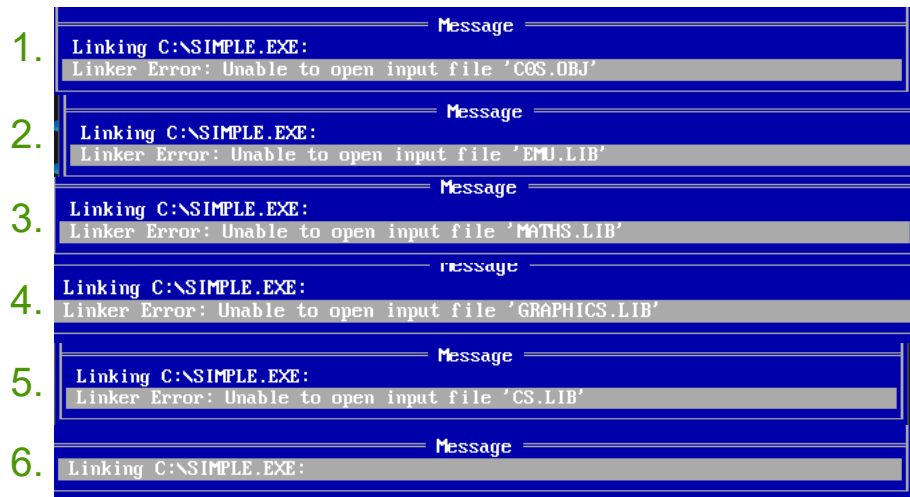 1.
Message
Linking C:\SIMPLE.EXE:
Linker Error: Unable to open input file 'C0S.OBJ'
2.
Message
Linking C:\SIMPLE.EXE:
Linker Error: Unable to open input file 'EMU.LIB'
3.
Message
Linking C:\SIMPLE.EXE:
Linker Error: Unable to open input file 'MATHS.LIB'
4.
Message
Linking C:\SIMPLE.EXE:
Linker Error: Unable to open input file 'GRAPHICS.LIB'
5.
Message
Linking C:\SIMPLE.EXE:
Linker Error: Unable to open input file 'CS.LIB'
6.
Message
Linking C:\SIMPLE.EXE: